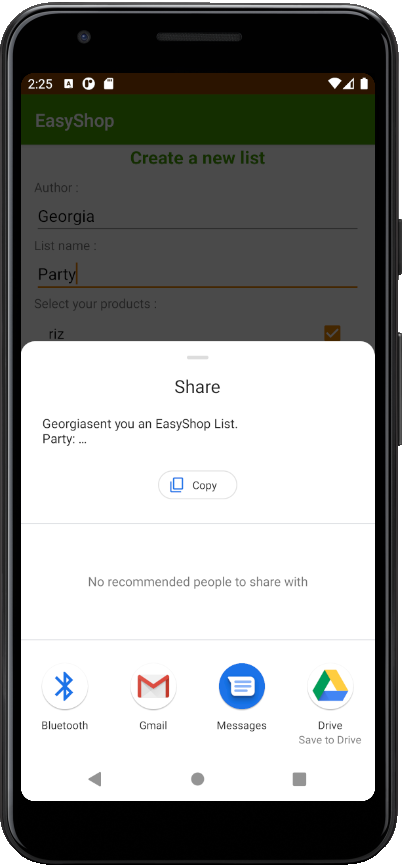 2:25
EasyShop
Create a new list
Author :
Georgia
List name :
Party
Select your products :
riz
Share
Georgiasent you an EasyShop List.
Party: ...
Copy
No recommended people to share with
Bluetooth
Gmail
Messages
Drive
Save to Drive